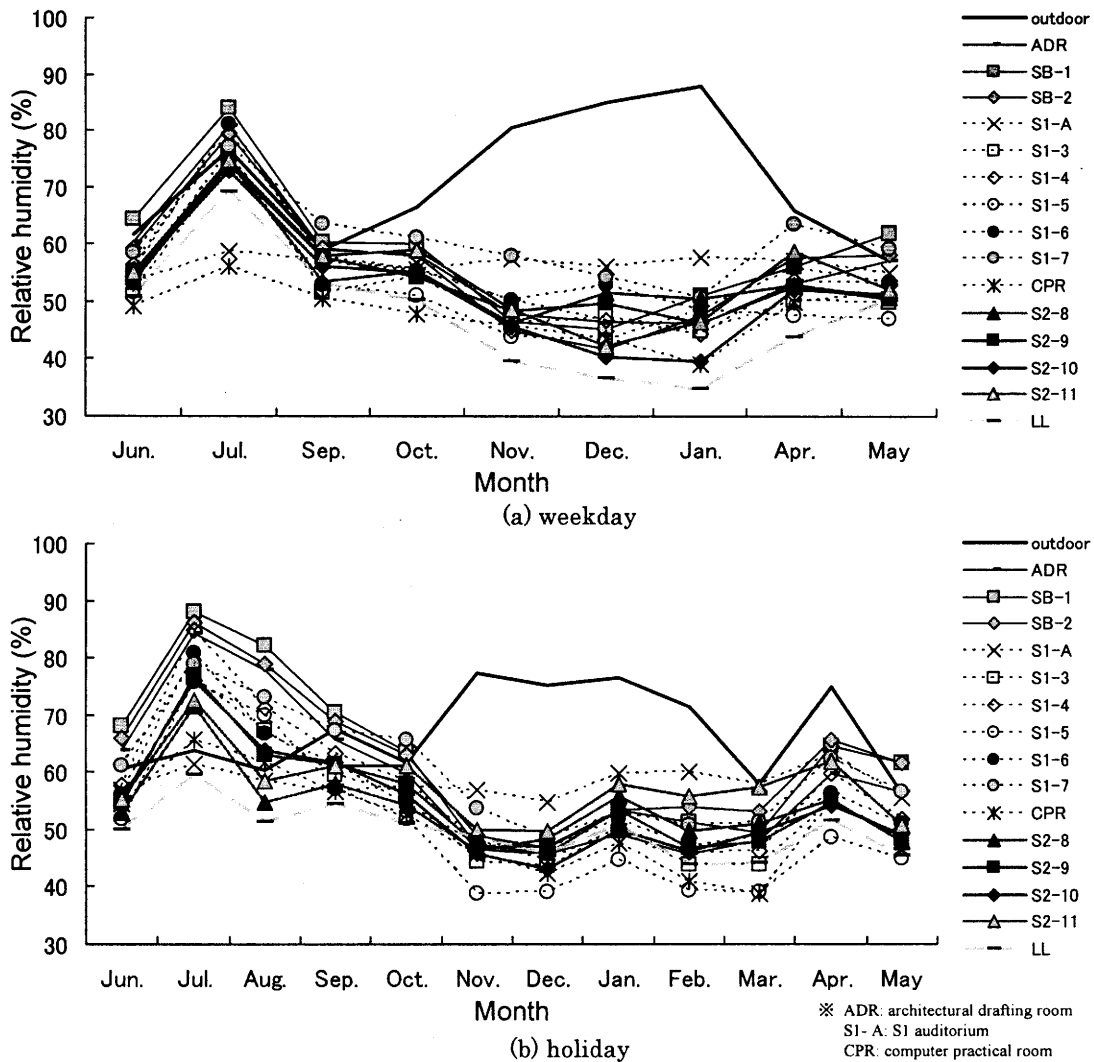 100
90
80
70
60
50
40
30
Relative humidity (%)
Jun. Jul. Sep. Oct. Nov. Dec. Jan. Apr. May
Month
(a) weekday
outdoor
ADR
SB-1
SB-2
S1-A
S1-3
S1-4
S1-5
S1-6
S1-7
CPR
S2-8
S2-9
S2-10
S2-11
LL
100
90
80
70
60
50
40
30
Relative humidity (%)
Jun. Jul. Aug. Sep. Oct. Nov. Dec. Jan. Feb. Mar. Apr. May
Month
(b) holiday
outdoor
ADR
SB-1
SB-2
S1-A
S1-3
S1-4
S1-5
S1-6
S1-7
CPR
S2-8
S2-9
S2-10
S2-11
LL
※ ADR: architectural drafting room
S1- A: S1 auditorium
CPR: computer practical room